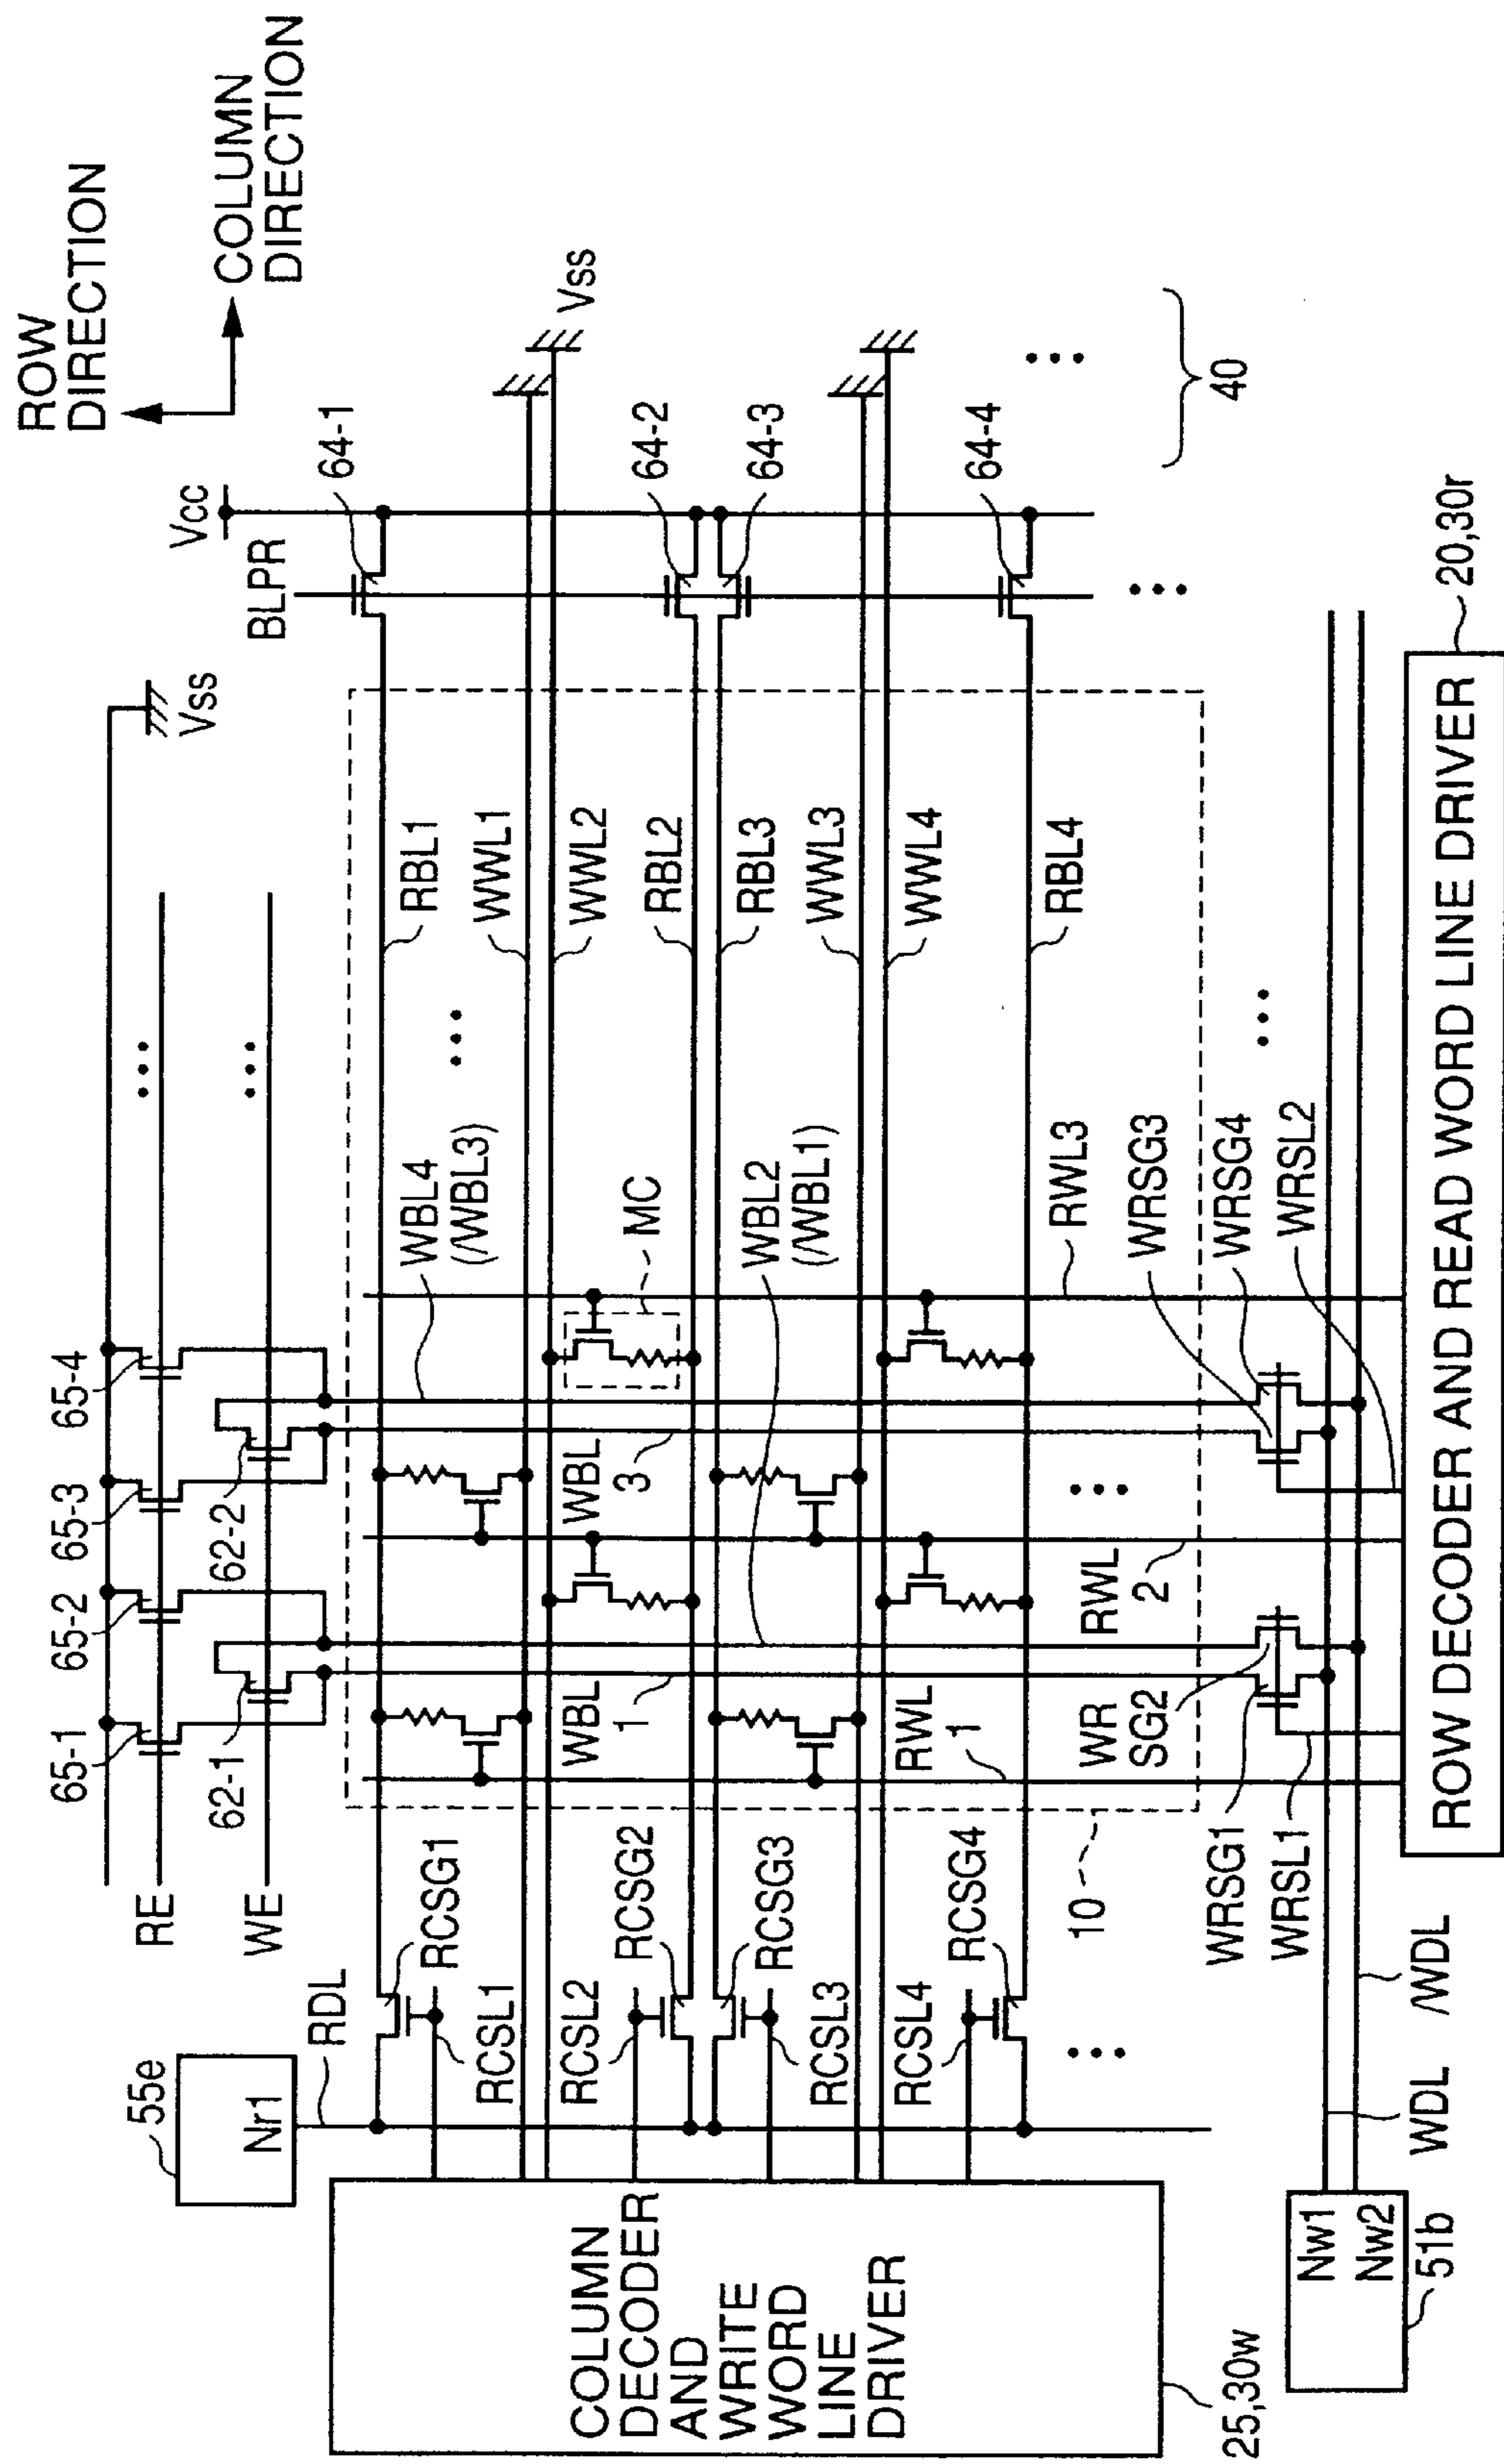 ROW
DIRECTION
COLUMN
DIRECTION
Vss
Vcc
BLPR
64-1
64-2
64-3
64-4
40
Vss
RE
WE
65-1
65-2
65-3
65-4
62-1
62-2
RBL1
WWL1
WWL2
RBL2
RBL3
WWL3
WWL4
RBL4
WBL4
(/WBL3)
MC
WBL2
(/WBL1)
RWL3
WRSG3
WRSG4
WRSL2
WBL
3
WBL
1
RWL
2
RWL
1
WR
SG2
WRSG1
WRSL1
10
RDL
55e
Nr1
RCSG1
RCSL1
RCSL2
RCSG2
RCSG3
RCSL3
RCSL4
RCSG4
COLUMN
DECODER
AND
WRITE
WORD
LINE
DRIVER
25,30w
Nw1
Nw2
51b
WDL
/WDL
ROW DECODER AND READ WORD LINE DRIVER
20,30r